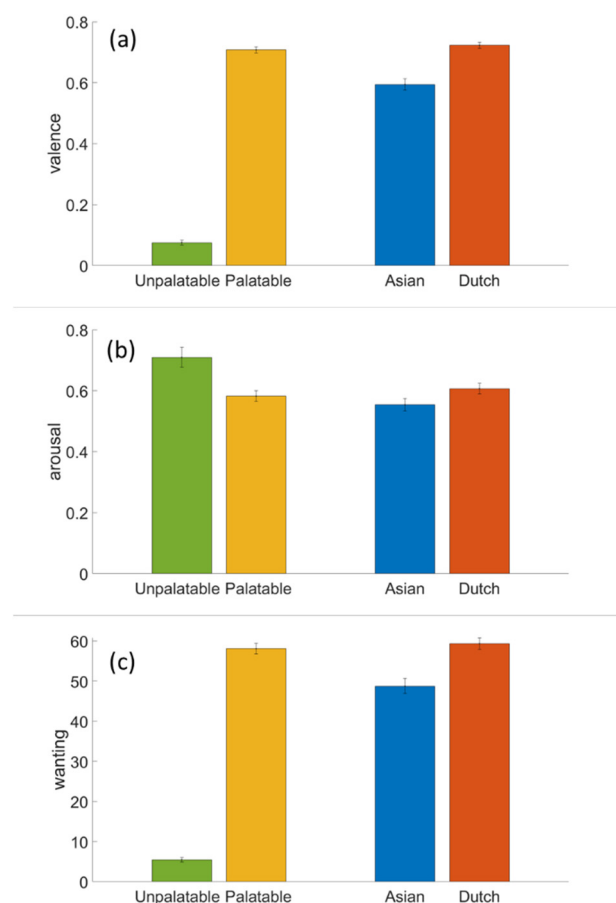 (a)
valence
0.8
0.6
0.4
0.2
0
Unpalatable Palatable Asian Dutch
(b)
arousal
0.8
0.6
0.4
0.2
0
Unpalatable Palatable Asian Dutch
(c)
wanting
60
50
40
30
20
10
0
Unpalatable Palatable Asian Dutch